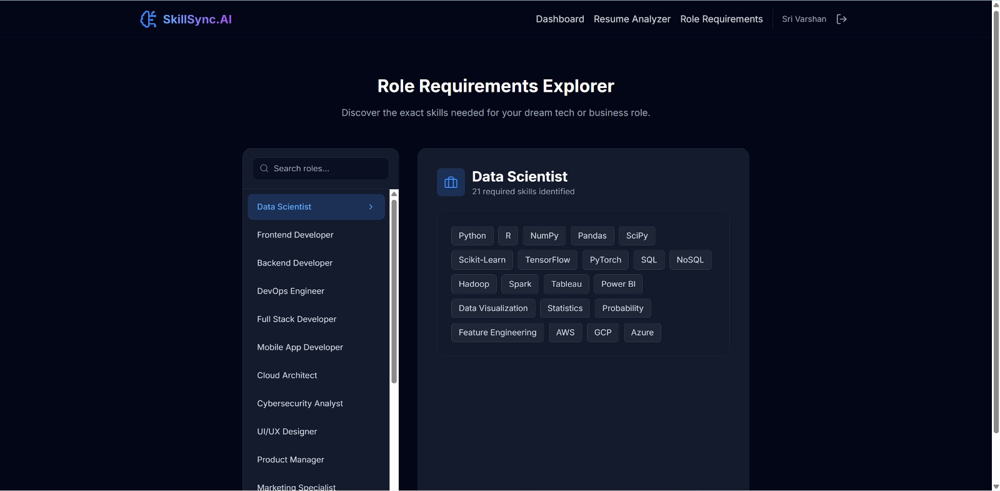 SkillSync.AI
Dashboard Resume Analyzer Role Requirements Sri Varshan
Role Requirements Explorer
Discover the exact skills needed for your dream tech or business role.
Search roles...
Data Scientist
Frontend Developer
Backend Developer
DevOps Engineer
Full Stack Developer
Mobile App Developer
Cloud Architect
Cybersecurity Analyst
UI/UX Designer
Product Manager
Marketing Specialist
Data Scientist
21 required skills identified
Python R NumPy Pandas SciPy
Scikit-Learn TensorFlow PyTorch SQL NoSQL
Hadoop Spark Tableau Power BI
Data Visualization Statistics Probability
Feature Engineering AWS GCP Azure